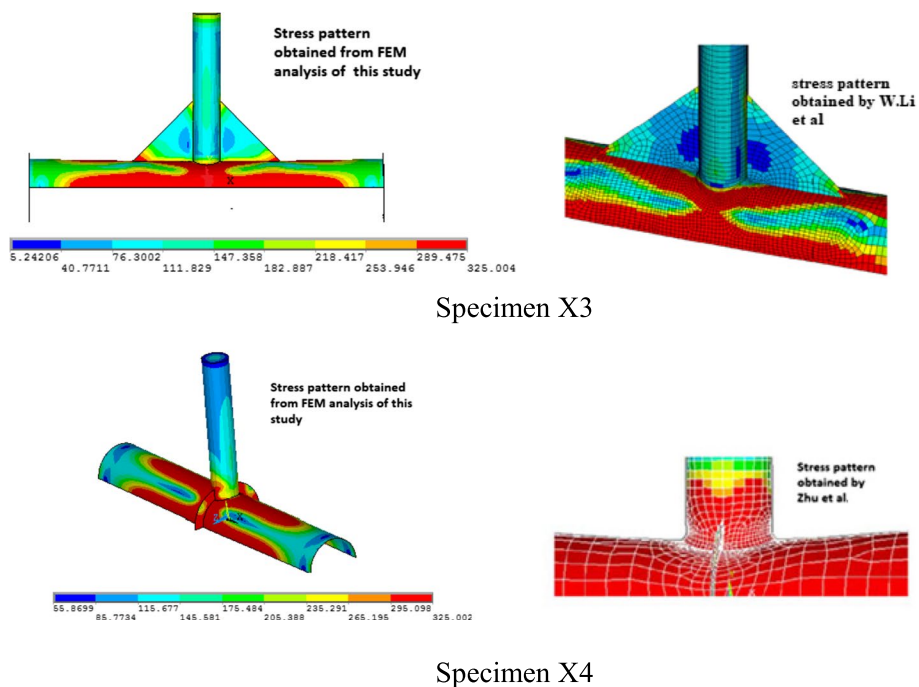 Stress pattern
obtained from FEM
analysis of this study
stress pattern
obtained by W.Li
et al
X
5.24206 76.3002 147.358 218.417 289.475
40.7711 111.829 182.887 253.946 325.004
Specimen X3
Stress pattern obtained
from FEM analysis of this
study
Stress pattern
obtained by
Zhu et al.
55.8699 115.677 175.484 235.291 295.098
85.7734 145.581 205.388 265.195 325.002
Specimen X4